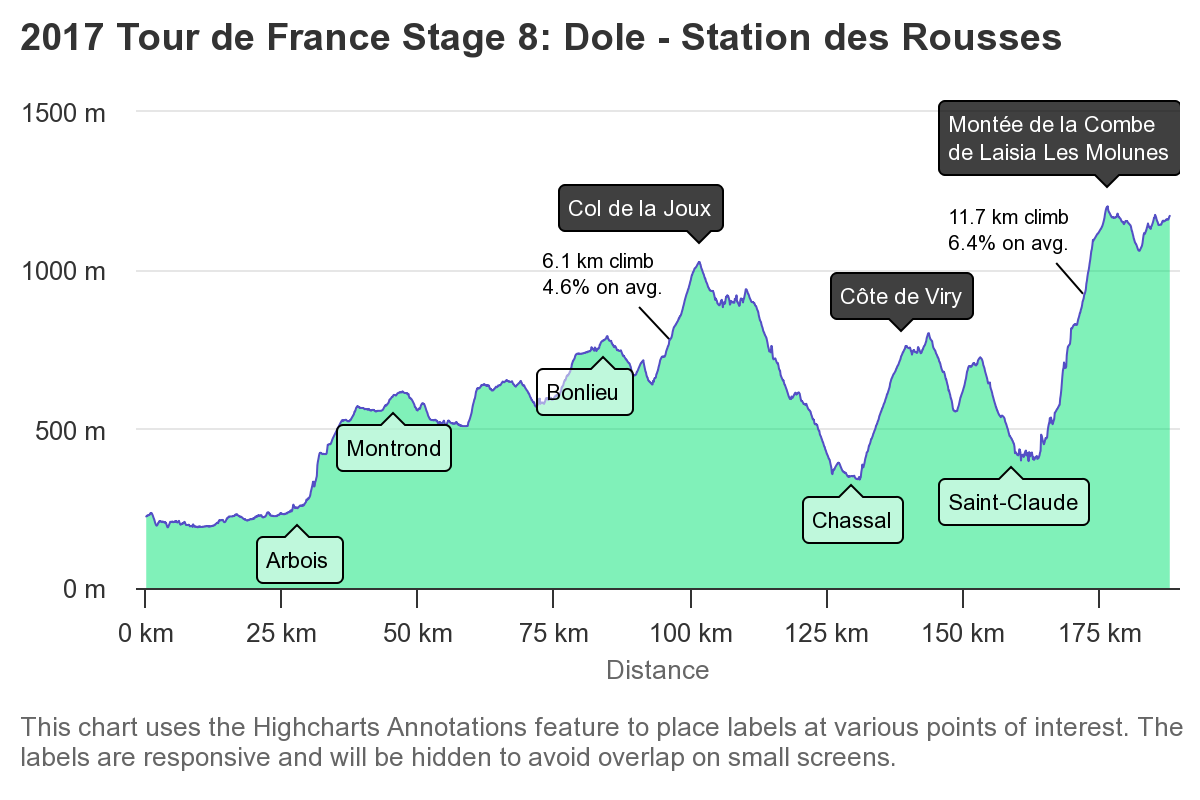 2017 Tour de France Stage 8: Dole - Station des Rousses
1500 m
Montée de la Combe
de Laisia Les Molunes
Col de la Joux
11.7 km climb
6.4% on avg.
6.1 km climb
4.6% on avg.
1000 m
Côte de Viry
Bonlieu
500 m
Montrond
Saint-Claude
Chassal
Arbois
0 m
0 km
25 km
50 km
75 km
100 km
125 km
150 km
175 km
Distance
This chart uses the Highcharts Annotations feature to place labels at various points of interest. The
labels are responsive and will be hidden to avoid overlap on small screens.